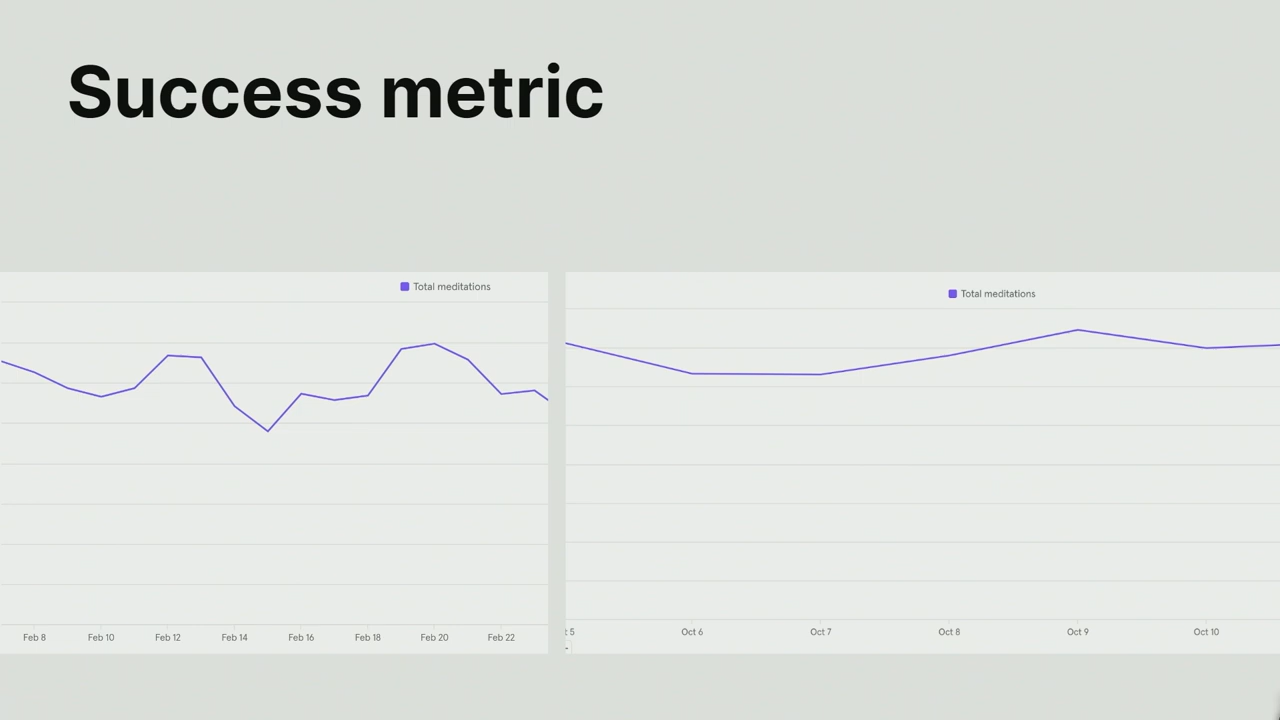 Success metric
Total meditations
Feb 8 Feb 10 Feb 12 Feb 14 Feb 16 Feb 18 Feb 20 Feb 22
Total meditations
t 5 Oct 6 Oct 7 Oct 8 Oct 9 Oct 10